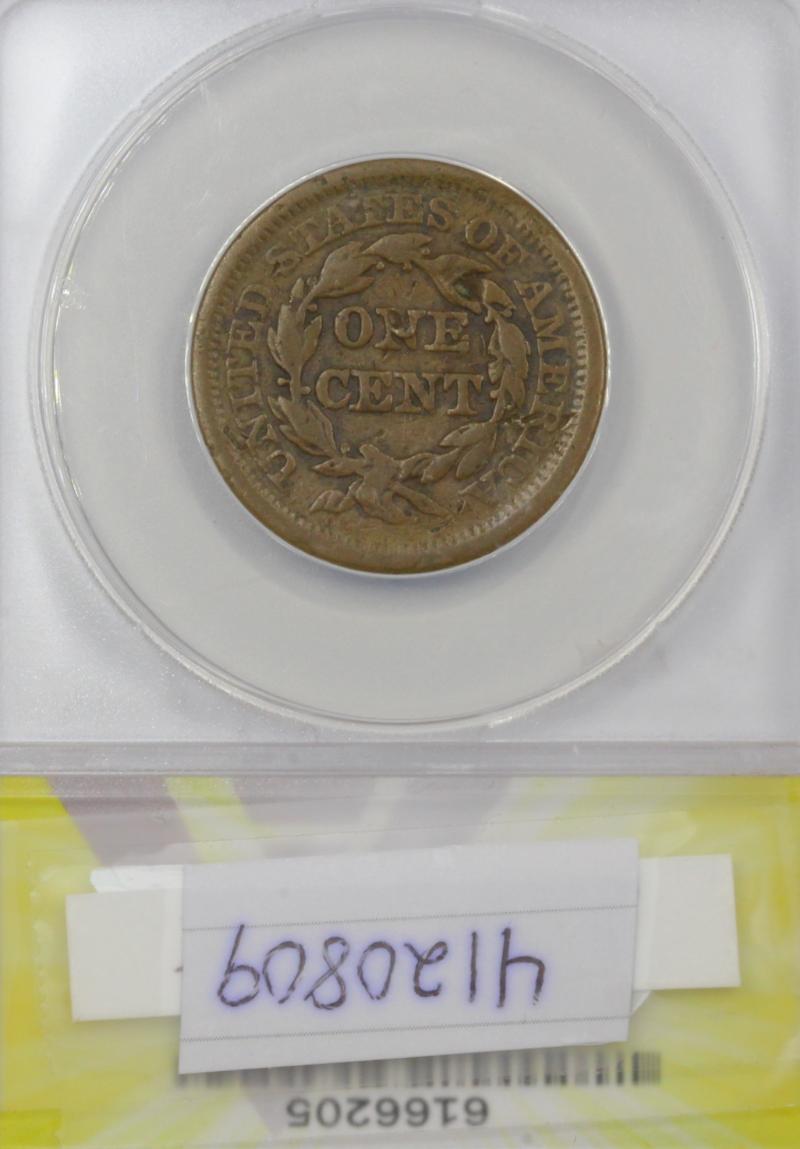 UNITED STATES OF AMERICA
ONE
CENT
4120809
6166205